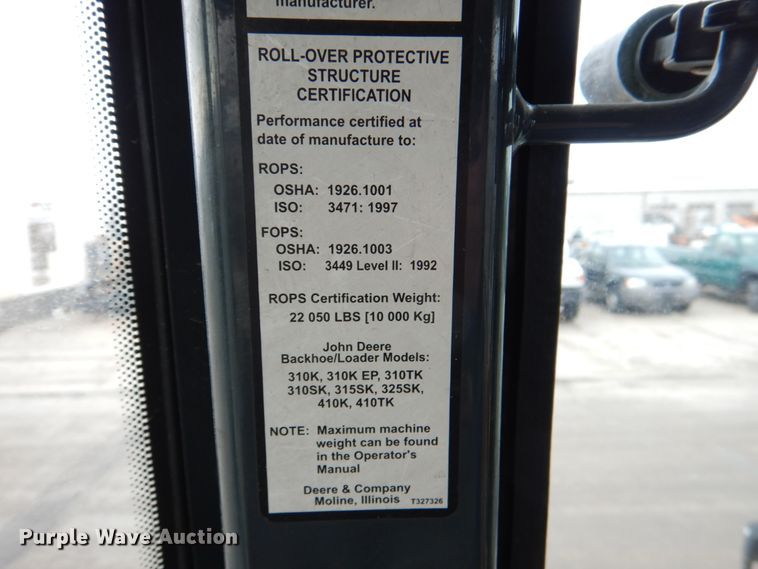 manufacturer.
ROLL-OVER PROTECTIVE
STRUCTURE
CERTIFICATION
Performance certified at
date of manufacture to:
ROPS:
OSHA: 1926.1001
ISO: 3471: 1997
FOPS:
OSHA: 1926.1003
ISO: 3449 Level II: 1992
ROPS Certification Weight:
22 050 LBS [10 000 Kg]
John Deere
Backhoe/Loader Models:
310K, 310K EP, 310TK
310SK, 315SK, 325SK,
410K, 410TK
NOTE: Maximum machine
weight can be found
in the Operator's
Manual
Deere & Company
Moline, Illinois T327326
Purple Wave Auction®